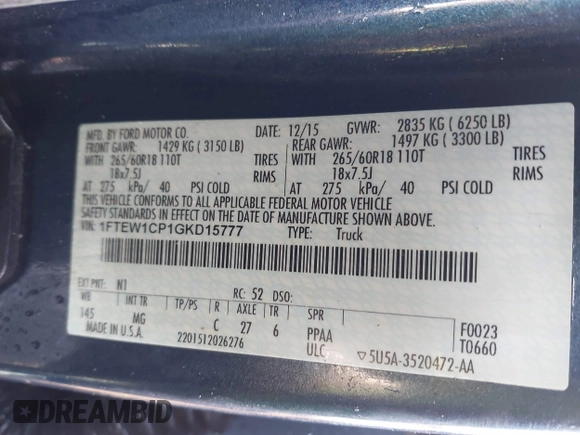 MFD. BY FORD MOTOR CO.
DATE: 12/15 GVWR: 2835 KG ( 6250 LB)
FRONT GAWR: 1429 KG ( 3150 LB)
REAR GAWR: 1497 KG ( 3300 LB)
WITH 265/60R18 110T TIRES
WITH 265/60R18 110T TIRES
18x7.5J RIMS
18x7.5J RIMS
AT 275 kPa/ 40 PSI COLD
AT 275 kPa/ 40 PSI COLD
THIS VEHICLE CONFORMS TO ALL APPLICABLE FEDERAL MOTOR VEHICLE
SAFETY STANDARDS IN EFFECT ON THE DATE OF MANUFACTURE SHOWN ABOVE.
VIN: 1FTEW1CP1GKD15777 TYPE: Truck
EXT PNT: N1 RC: 52 DSO:
WB INT TR TP/PS R AXLE TR SPR
145 MG C 27 6 PPAA F0023
MADE IN U.S.A. 2201512026276 ULC ▽5U5A-3520472-AA T0660
DREAMBID